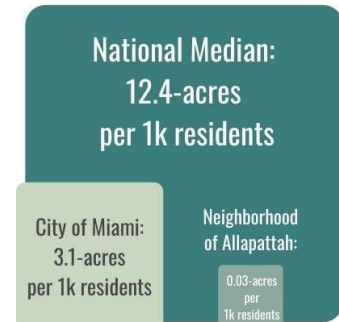 National Median:
12.4-acres
per 1k residents
City of Miami:
3.1-acres
per 1k residents
Neighborhood
of Allapattah:
0.03-acres
per
1k residents